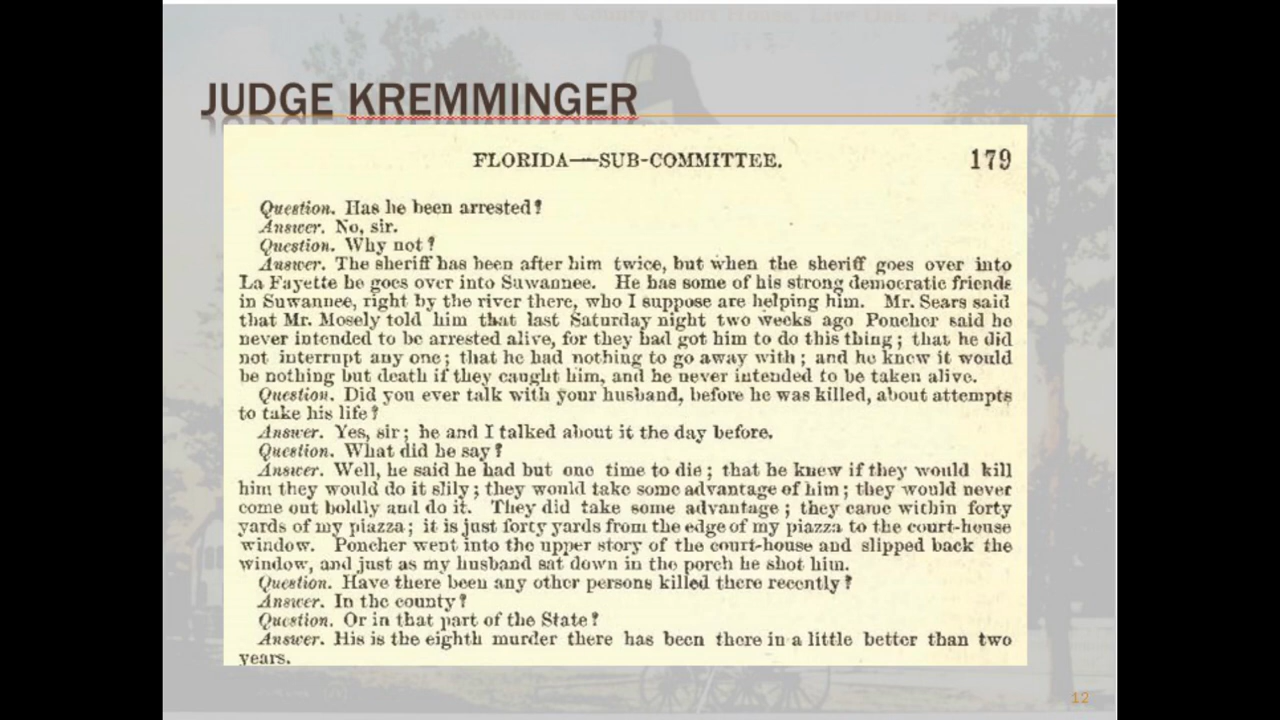 Suwannee County Court House, Live Oak, Fla
JUDGE KREMMINGER
FLORIDA—SUB-COMMITTEE. 179
Question. Has he been arrested?
Answer. No, sir.
Question. Why not?
Answer. The sheriff has been after him twice, but when the sheriff goes over into
La Fayette he goes over into Suwannee. He has some of his strong democratic friends
in Suwannee, right by the river there, who I suppose are helping him. Mr. Sears said
that Mr. Mosely told him that last Saturday night two weeks ago Poncher said he
never intended to be arrested alive, for they had got him to do this thing; that he did
not interrupt any one; that he had nothing to go away with; and he knew it would
be nothing but death if they caught him, and he never intended to be taken alive.
Question. Did you ever talk with your husband, before he was killed, about attempts
to take his life?
Answer. Yes, sir; he and I talked about it the day before.
Question. What did he say?
Answer. Well, he said he had but one time to die; that he knew if they would kill
him they would do it slily; they would take some advantage of him; they would never
come out boldly and do it. They did take some advantage; they came within forty
yards of my piazza; it is just forty yards from the edge of my piazza to the court-house
window. Poncher went into the upper story of the court-house and slipped back the
window, and just as my husband sat down in the porch he shot him.
Question. Have there been any other persons killed there recently?
Answer. In the county?
Question. Or in that part of the State?
Answer. His is the eighth murder there has been there in a little better than two
years.
12